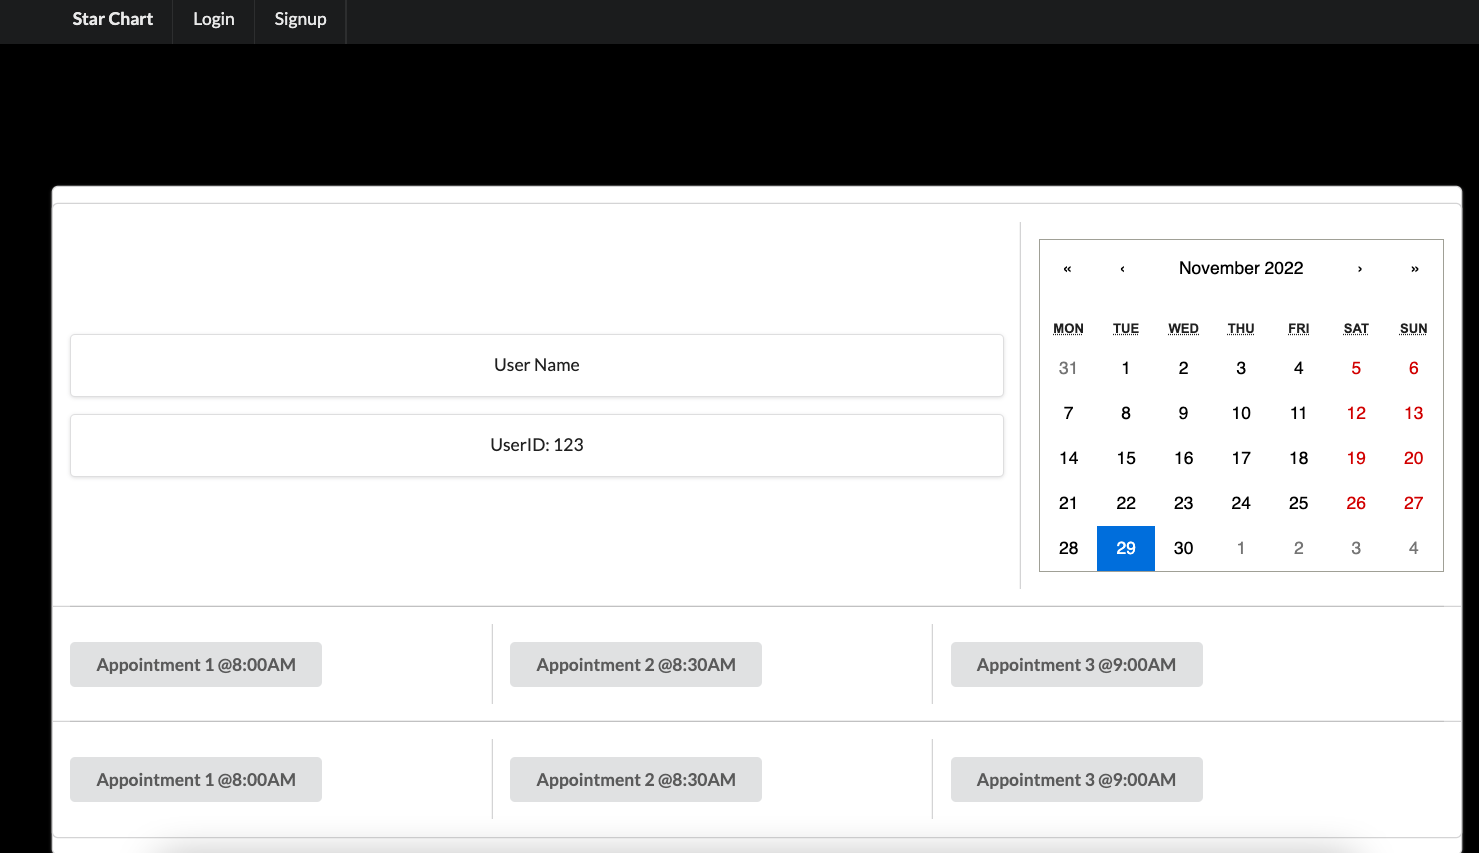 Star Chart Login Signup
« ‹ November 2022 › »
MON TUE WED THU FRI SAT SUN
31 1 2 3 4 5 6
7 8 9 10 11 12 13
14 15 16 17 18 19 20
21 22 23 24 25 26 27
28 29 30 1 2 3 4
User Name
UserID: 123
Appointment 1 @8:00AM Appointment 2 @8:30AM Appointment 3 @9:00AM
Appointment 1 @8:00AM Appointment 2 @8:30AM Appointment 3 @9:00AM